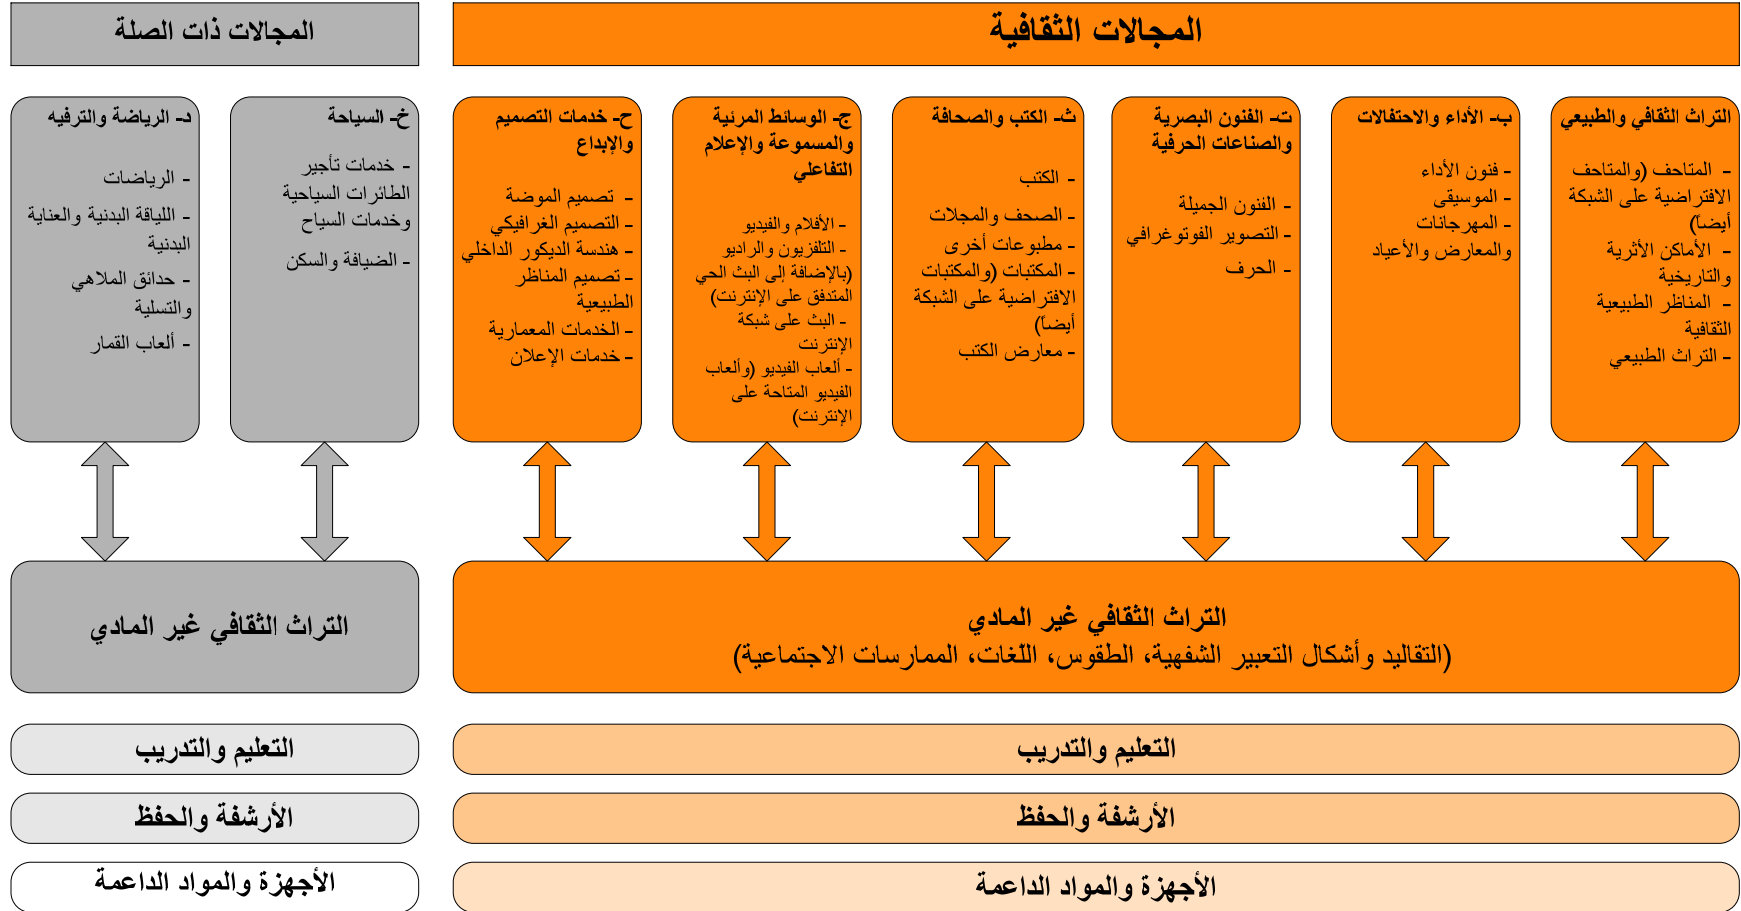 المجالات الثقافية
المجالات ذات الصلة
التراث الثقافي والطبيعي
- المتاحف (والمتاحف
الافتراضية على الشبكة
أيضاً)
- الأماكن الأثرية
والتاريخية
- المناظر الطبيعية
الثقافية
- التراث الطبيعي
ب- الأداء والاحتفالات
- فنون الأداء
- الموسيقى
- المهرجانات
والمعارض والأعياد
ت- الفنون البصرية
والصناعات الحرفية
- الفنون الجميلة
- التصوير الفوتوغرافي
- الحرف
ث- الكتب والصحافة
- الكتب
- الصحف والمجلات
- مطبوعات أخرى
- المكتبات (والمكتبات
الافتراضية على الشبكة
أيضاً)
- معارض الكتب
ج- الوسائط المرئية
والمسموعة والإعلام
التفاعلي
- الأفلام والفيديو
- التلفزيون والراديو
(بالإضافة إلى البث الحي
المتدفق على الإنترنت)
- البث على شبكة
الإنترنت
- ألعاب الفيديو (وألعاب
الفيديو المتاحة على
الإنترنت)
ح- خدمات التصميم
والإبداع
- تصميم الموضة
- التصميم الغرافيكي
- هندسة الديكور الداخلي
- تصميم المناظر
الطبيعية
- الخدمات المعمارية
- خدمات الإعلان
خ- السياحة
- خدمات تأجير
الطائرات السياحية
وخدمات السياح
- الضيافة والسكن
د- الرياضة والترفيه
- الرياضات
- اللياقة البدنية والعناية
البدنية
- حدائق الملاهي
والتسلية
- ألعاب القمار
التراث الثقافي غير المادي
(التقاليد وأشكال التعبير الشفهية، الطقوس، اللّغات، الممارسات الاجتماعية)
التراث الثقافي غير المادي
التعليم والتدريب
التعليم والتدريب
الأرشفة والحفظ
الأرشفة والحفظ
الأجهزة والمواد الداعمة
الأجهزة والمواد الداعمة